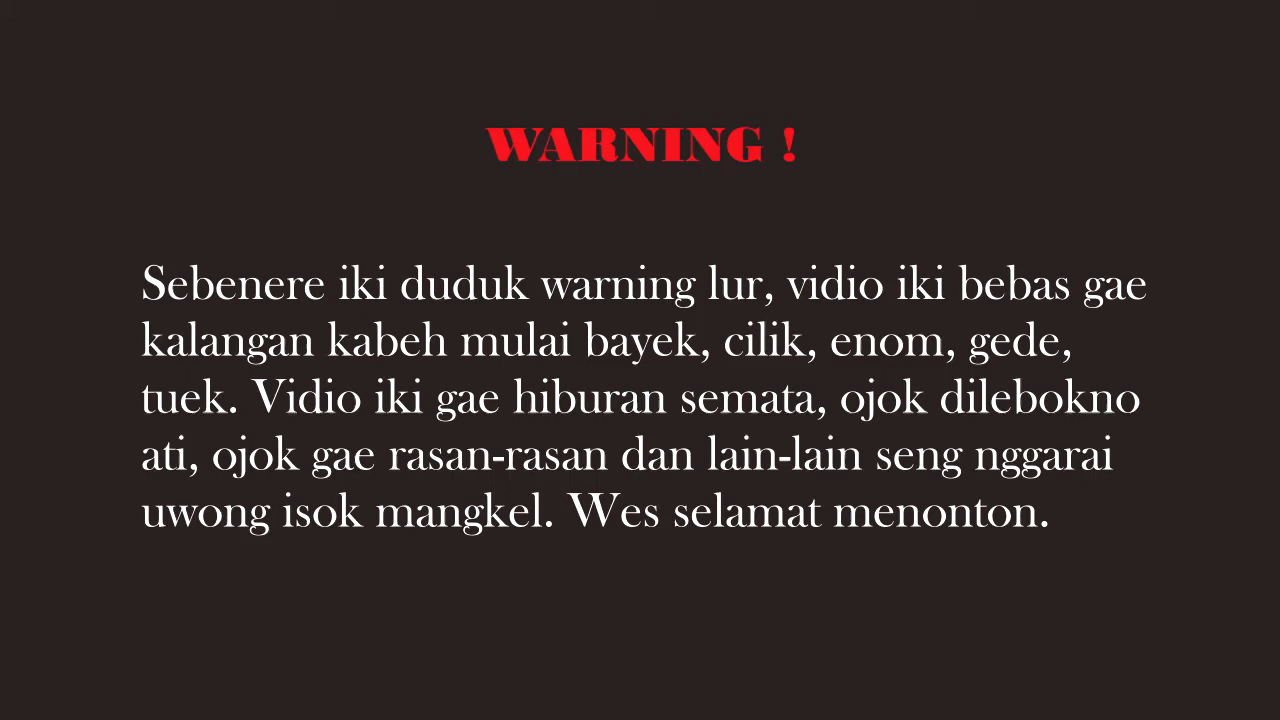 WARNING !
Sebenere iki duduk warning lur, vidio iki bebas gae
kalangan kabeh mulai bayek, cilik, enom, gede,
tuek. Vidio iki gae hiburan semata, ojok dilebokno
ati, ojok gae rasan-rasan dan lain-lain seng nggarai
uwong isok mangkel. Wes selamat menonton.